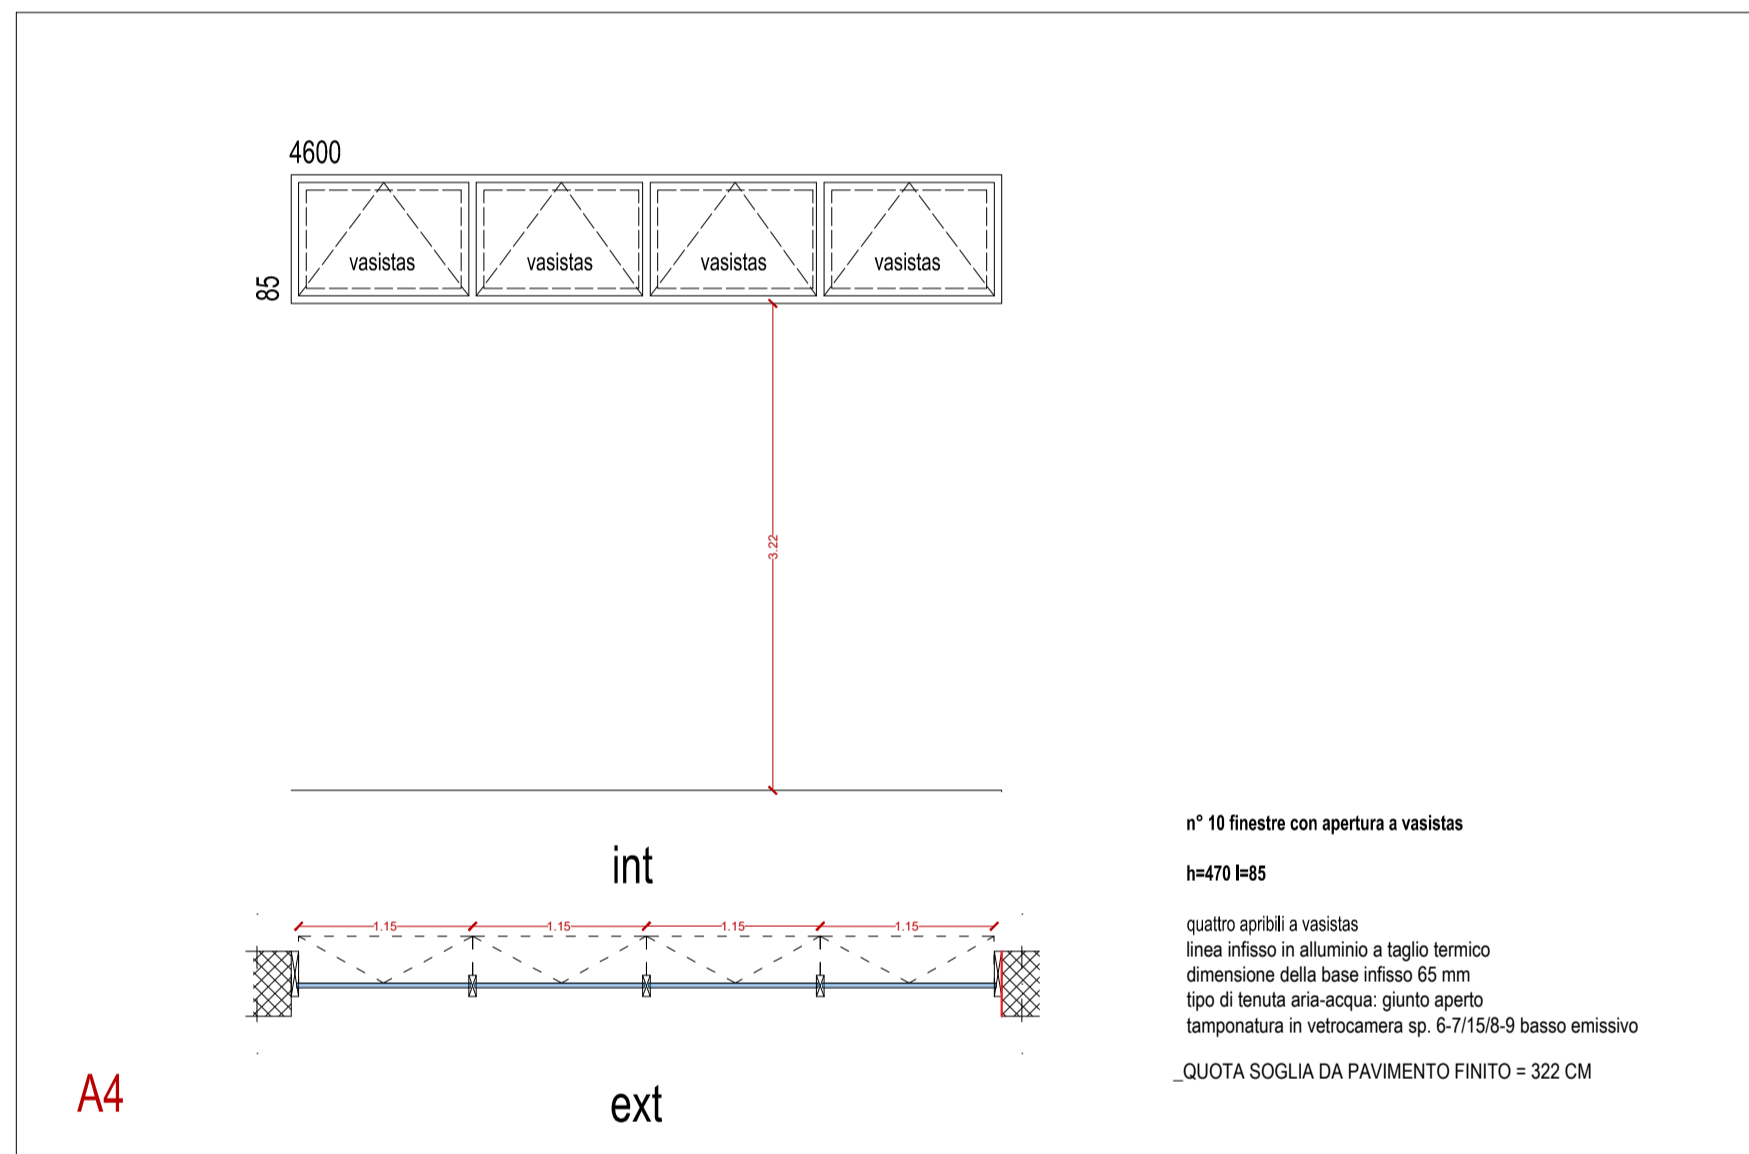 4600
85
vasistas
vasistas
vasistas
vasistas
3.22
int
1.15
1.15
1.15
1.15
ext
A4
n° 10 finestre con apertura a vasistas
h=470 l=85
quattro apribili a vasistas
linea infisso in alluminio a taglio termico
dimensione della base infisso 65 mm
tipo di tenuta aria-acqua: giunto aperto
tamponatura in vetrocamera sp. 6-7/15/8-9 basso emissivo
_QUOTA SOGLIA DA PAVIMENTO FINITO = 322 CM